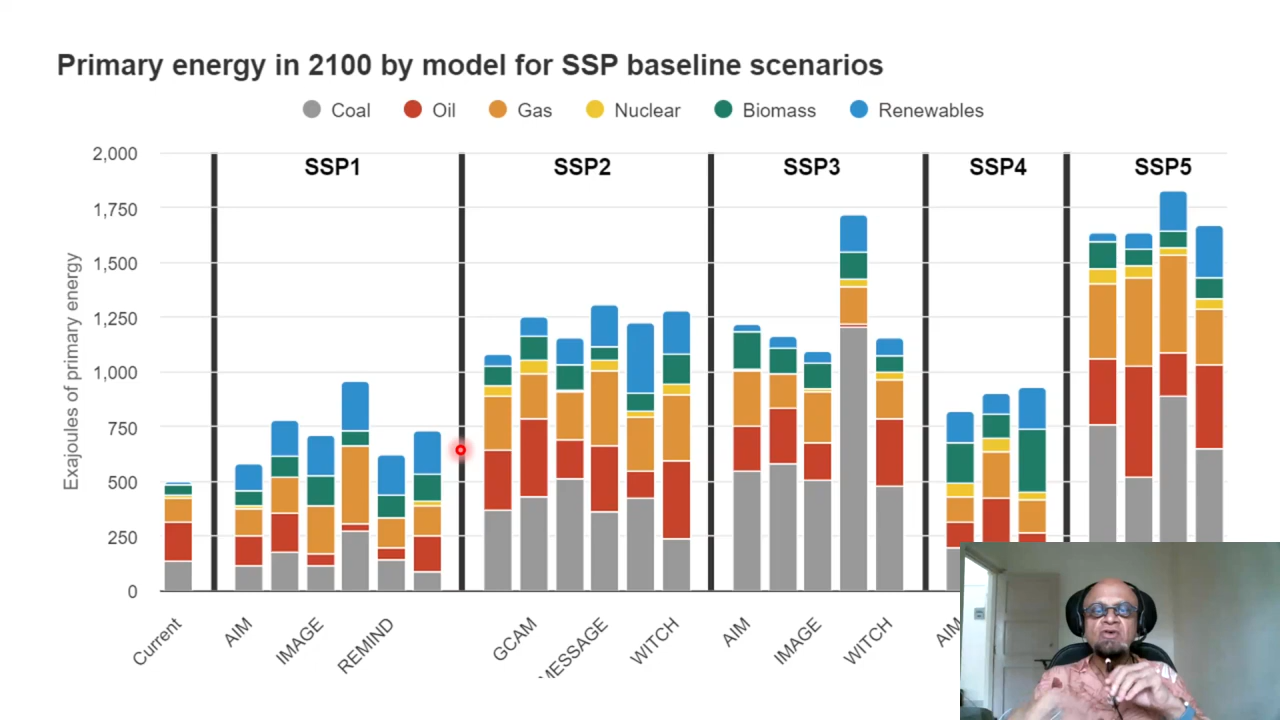 Primary energy in 2100 by model for SSP baseline scenarios
Coal Oil Gas Nuclear Biomass Renewables
SSP1 SSP2 SSP3 SSP4 SSP5
Exajoules of primary energy
2,000
1,750
1,500
1,250
1,000
750
500
250
0
Current AIM IMAGE REMIND GCAM MESSAGE WITCH AIM IMAGE WITCH AIM